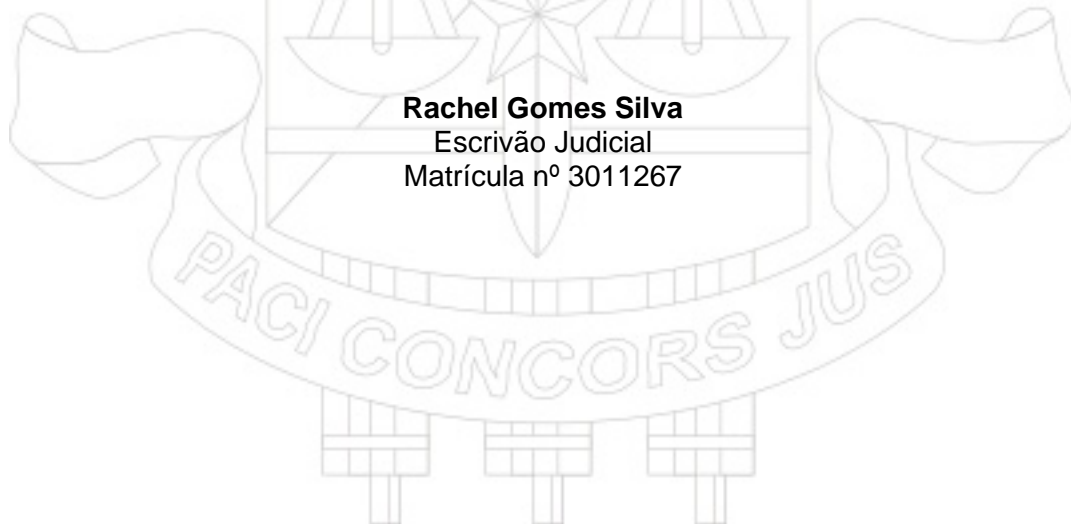 Rachel Gomes Silva
Escrivão Judicial
Matrícula nº 3011267
PACI CONCORS JUS